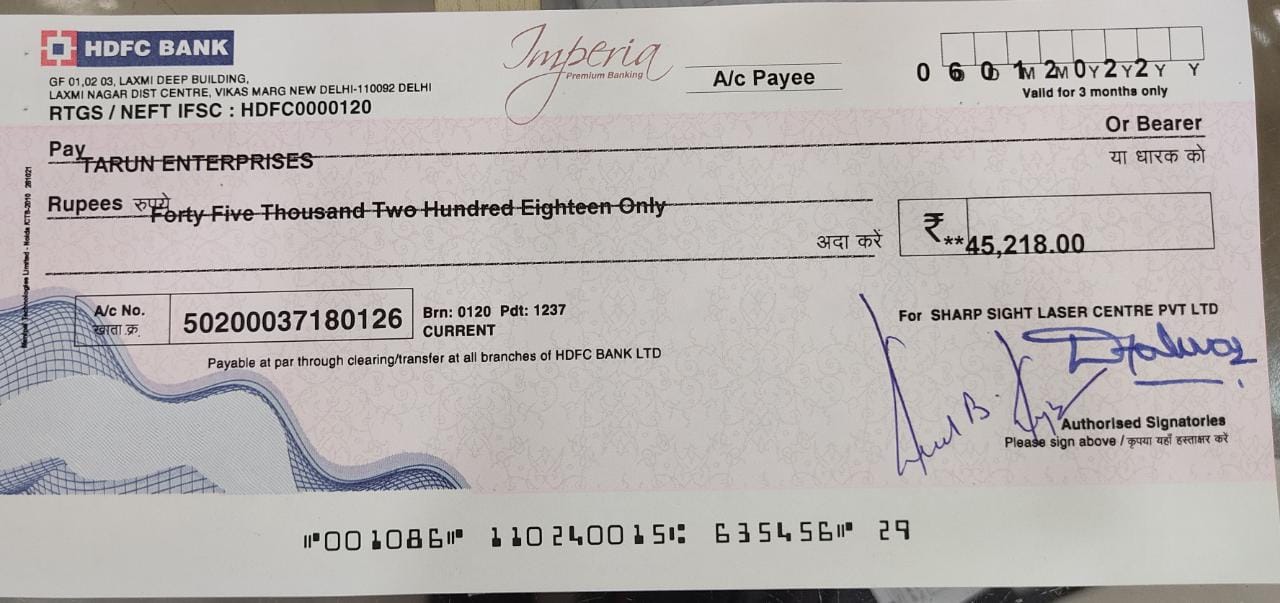 HDFC BANK
Imperia
Premium Banking
A/c Payee
0 6 0 1 2 0 2 2
D D M M Y Y Y Y
Valid for 3 months only
GF 01,02 03, LAXMI DEEP BUILDING,
LAXMI NAGAR DIST CENTRE, VIKAS MARG NEW DELHI-110092 DELHI
RTGS / NEFT IFSC : HDFC0000120
Pay TARUN ENTERPRISES Or Bearer
या धारक को
Rupees रुपये Forty Five Thousand Two Hundred Eighteen Only
अदा करें ₹ **45,218.00
A/c No. 50200037180126 Brn: 0120 Pdt: 1237
खाता क्र. CURRENT
For SHARP SIGHT LASER CENTRE PVT LTD
Payable at par through clearing/transfer at all branches of HDFC BANK LTD
Authorised Signatories
Please sign above / कृपया यहाँ हस्ताक्षर करें
⑈001086⑈ 110240015⑆ 635456⑈ 29